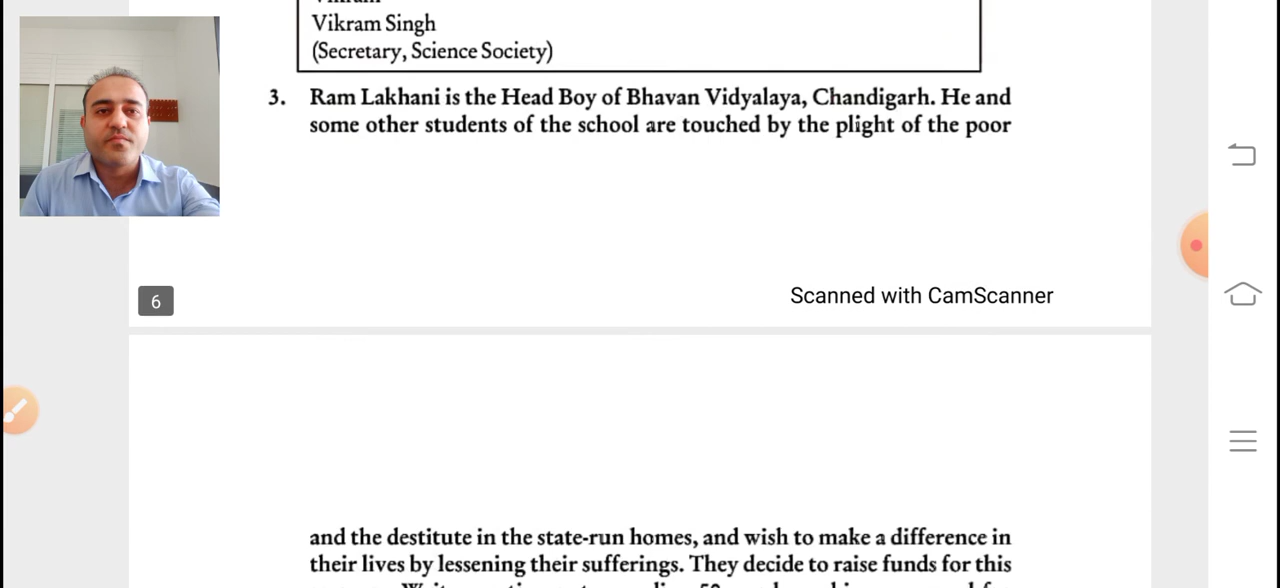 Vikram Singh
(Secretary, Science Society)
3. Ram Lakhani is the Head Boy of Bhavan Vidyalaya, Chandigarh. He and
some other students of the school are touched by the plight of the poor
6
Scanned with CamScanner
and the destitute in the state-run homes, and wish to make a difference in
their lives by lessening their sufferings. They decide to raise funds for this